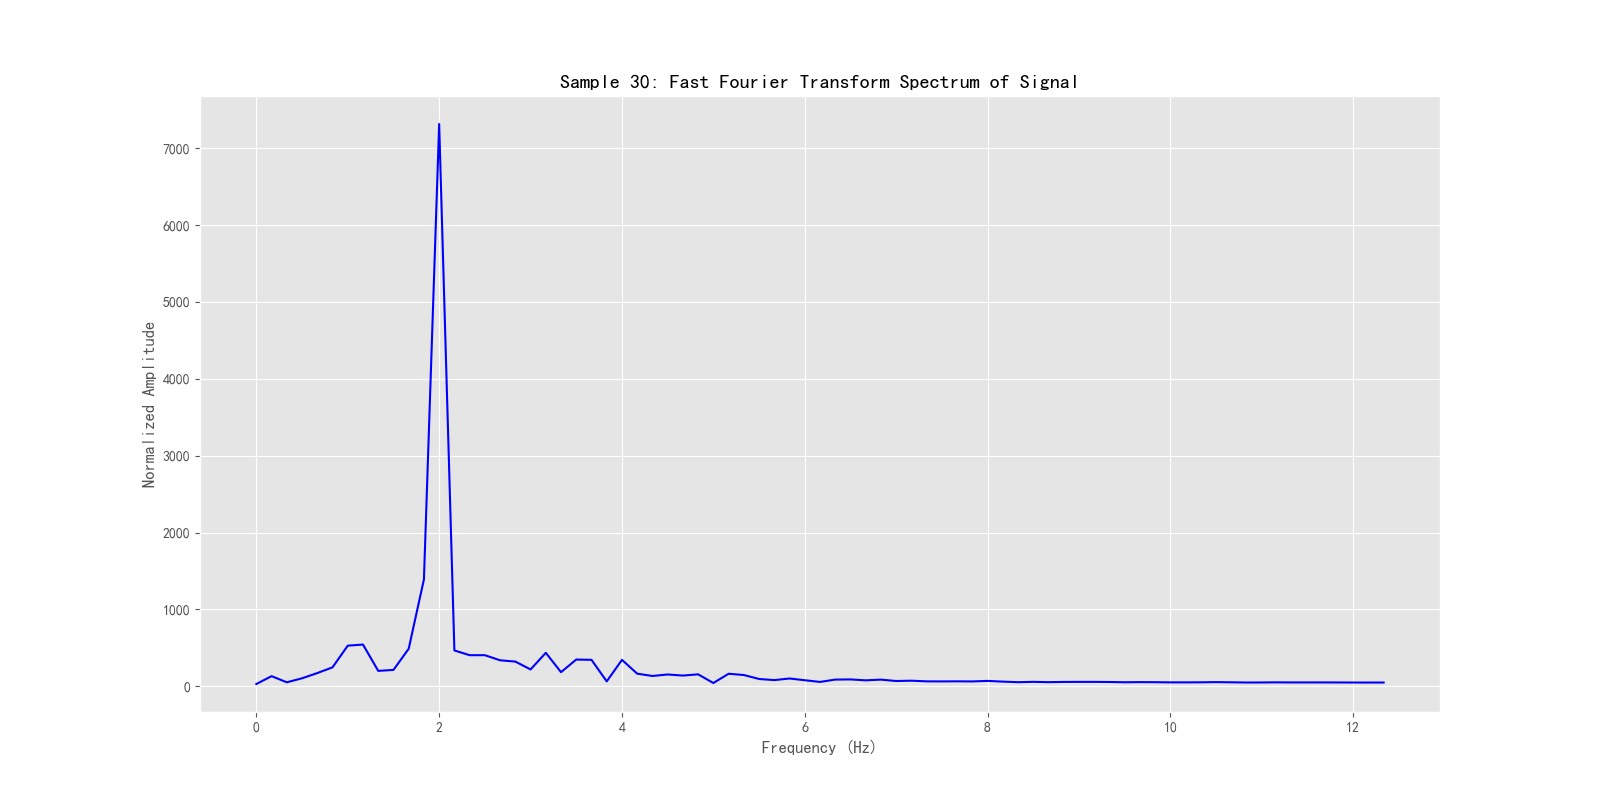 Sample 30: Fast Fourier Transform Spectrum of Signal
7000
6000
5000
4000
3000
2000
1000
0
Normalized Amplitude
0 2 4 6 8 10 12
Frequency (Hz)